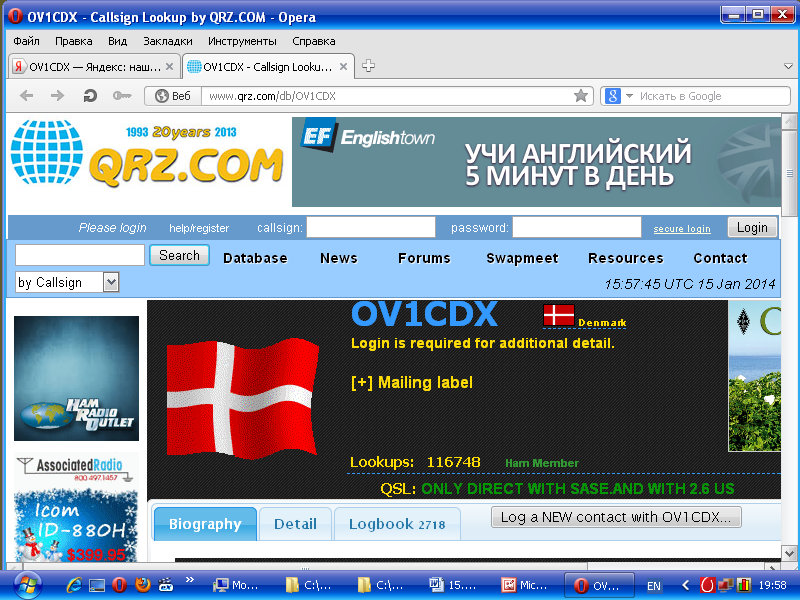 OV1CDX - Callsign Lookup by QRZ.COM - Opera
Файл Правка Вид Закладки Инструменты Справка
OV1CDX — Яндекс: наш... OV1CDX - Callsign Looku...
Веб www.qrz.com/db/OV1CDX Искать в Google
1993 20years 2013
QRZ.COM
EF Englishtown
УЧИ АНГЛИЙСКИЙ
5 МИНУТ В ДЕНЬ
Please login help/register callsign: password: secure login Login
Search Database News Forums Swapmeet Resources Contact
by Callsign 15:57:45 UTC 15 Jan 2014
OV1CDX Denmark
Login is required for additional detail.
[+] Mailing label
Lookups: 116748 Ham Member
QSL: ONLY DIRECT WITH SASE.AND WITH 2.6 US
HAM RADIO OUTLET
Associated Radio
800.497.1457
Icom
ID-880H
$399.95
Biography Detail Logbook 2718 Log a NEW contact with OV1CDX...
Mo... C:\... C:\... 15.... Mic... OV... EN 19:58